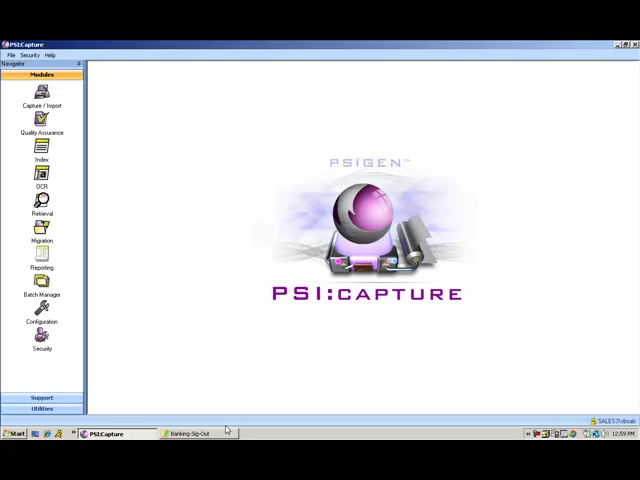 PSI:Capture
File Security Help
Navigator
Modules
Capture / Import
Quality Assurance
Index
OCR
Retrieval
Migration
Reporting
Batch Manager
Configuration
Security
PSIGEN™
PSI:CAPTURE
Support
Utilities
Start
PSI:Capture
Banking-Sig-Out
12:59 PM